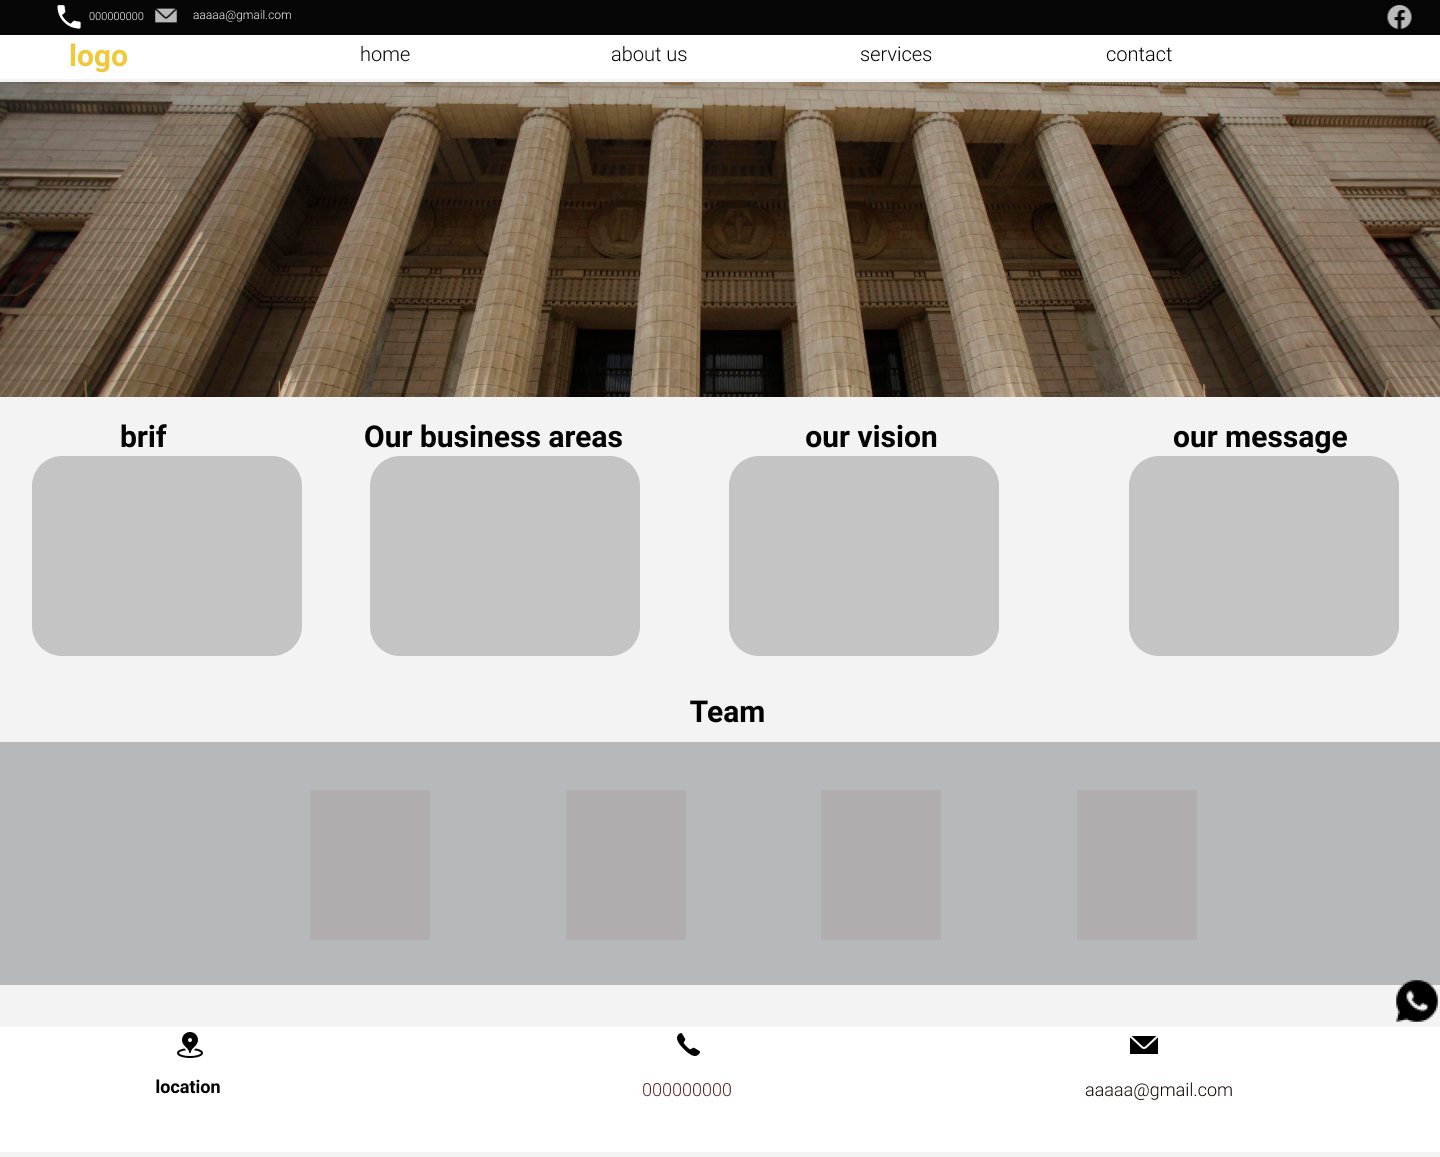 000000000 aaaaa@gmail.com
logo home about us services contact
brif Our business areas our vision our message
Team
location 000000000 aaaaa@gmail.com